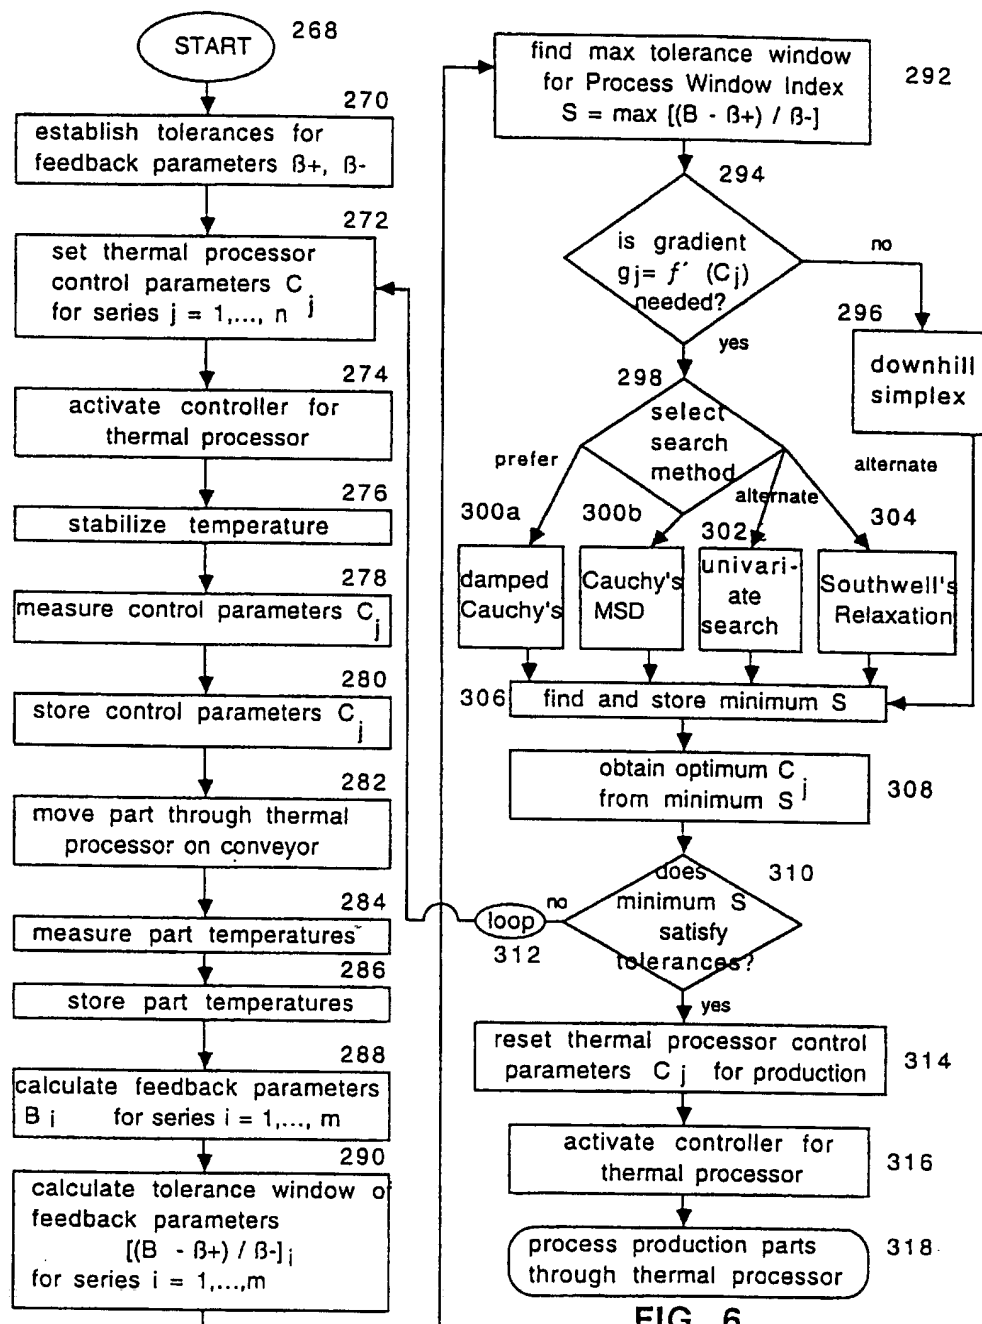 START
268
270
establish tolerances for
feedback parameters β+, β-
272
set thermal processor
control parameters C j
for series j = 1,..., n
274
activate controller for
thermal processor
276
stabilize temperature
278
measure control parameters C j
280
store control parameters C j
282
move part through thermal
processor on conveyor
284
measure part temperatures
286
store part temperatures
288
calculate feedback parameters
B i for series i = 1,..., m
290
calculate tolerance window of
feedback parameters
[(B - β+) / β-] i
for series i = 1,...,m
find max tolerance window
for Process Window Index
S = max [(B - β+) / β-]
292
294
is gradient
g j = f´ (C j)
needed?
no
yes
296
downhill
simplex
298
select
search
method
prefer
alternate
alternate
300a
300b
302
304
damped
Cauchy's
Cauchy's
MSD
univari-
ate
search
Southwell's
Relaxation
306
find and store minimum S
obtain optimum C j
from minimum S
308
310
does
minimum S
satisfy
tolerances?
no
loop
312
yes
reset thermal processor control
parameters C j for production
314
activate controller for
thermal processor
316
process production parts
through thermal processor
318
FIG. 6